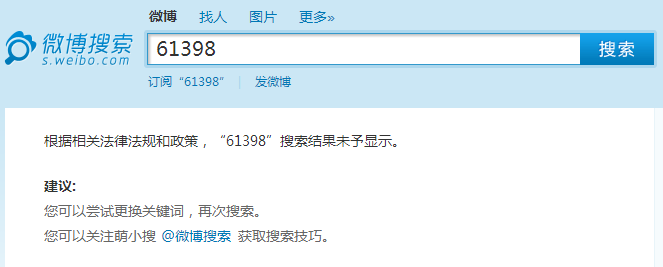 微博 找人 图片 更多»
微博搜索
s.weibo.com
61398 搜索
订阅“61398” 发微博
根据相关法律法规和政策，“61398”搜索结果未予显示。
建议:
您可以尝试更换关键词，再次搜索。
您可以关注萌小搜 @微博搜索 获取搜索技巧。